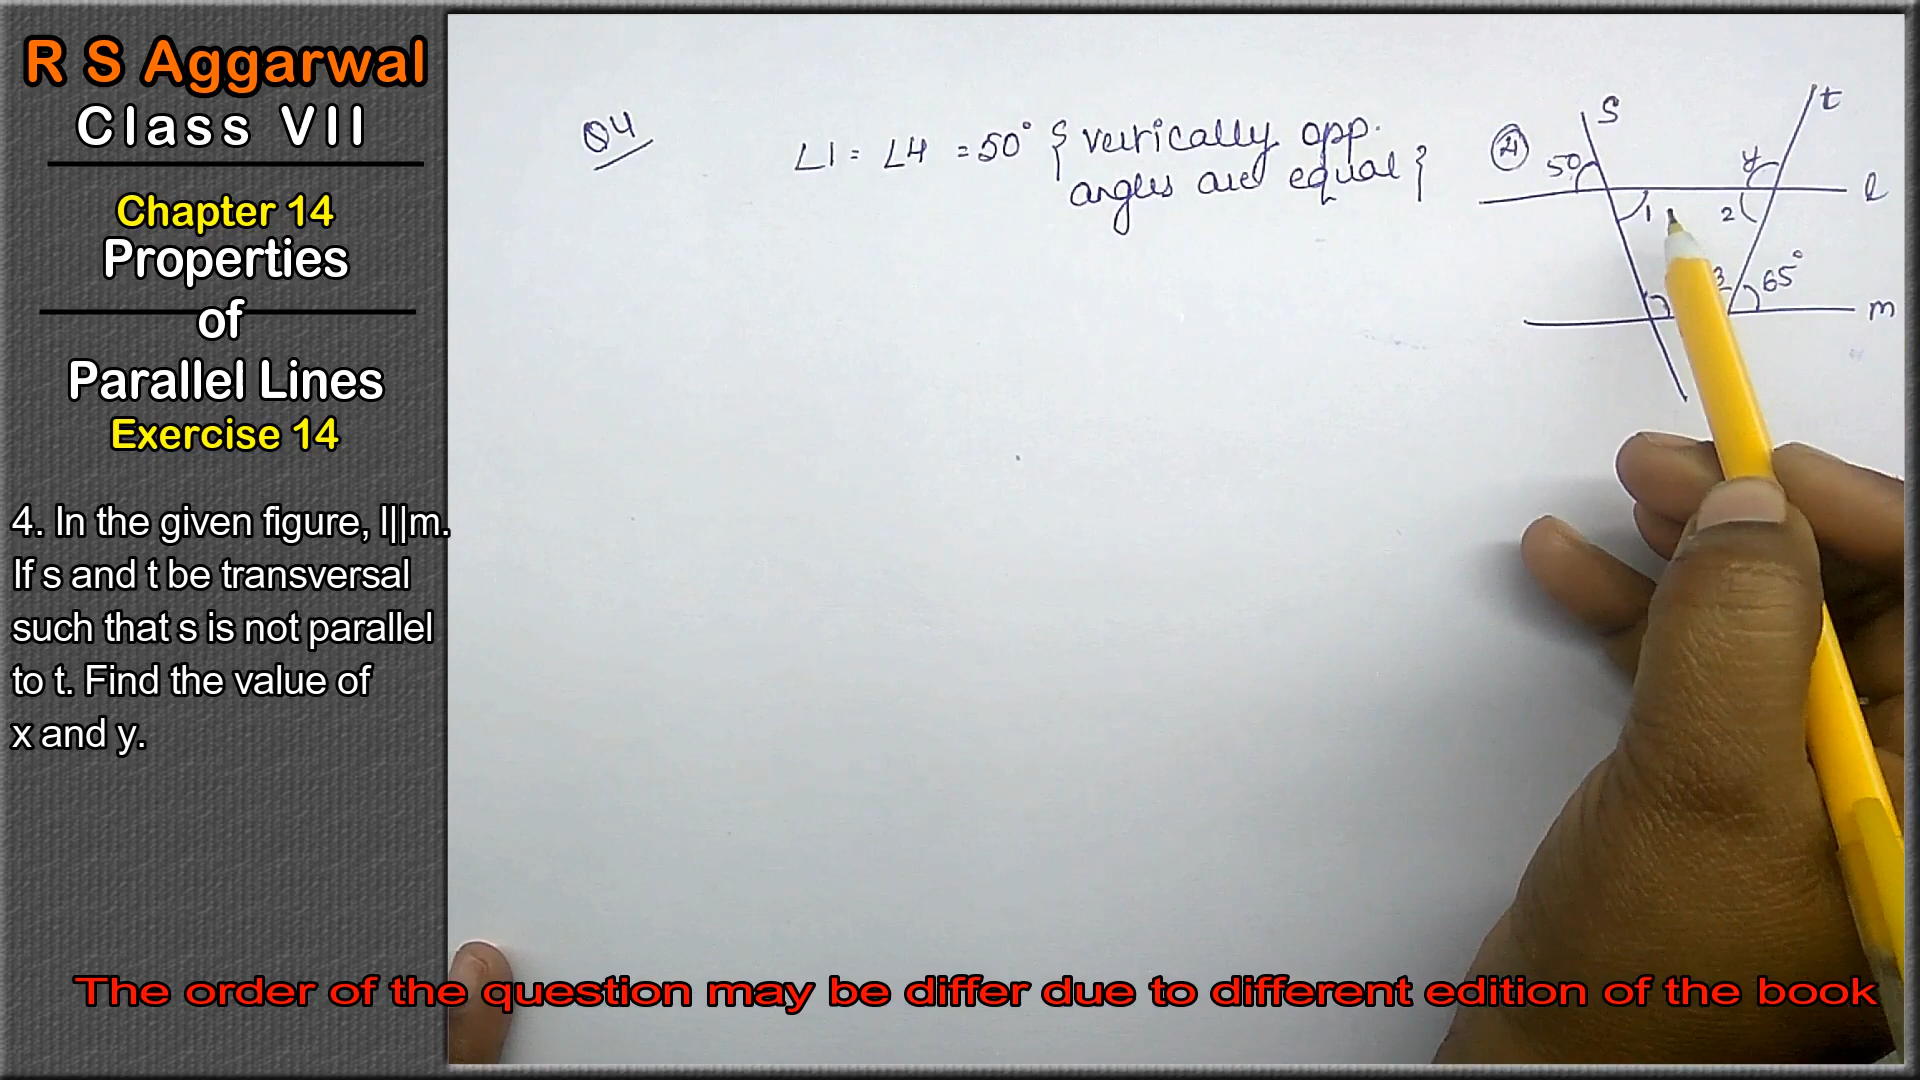 R S Aggarwal
Class VII
Chapter 14
Properties
of
Parallel Lines
Exercise 14
4. In the given figure, l||m.
If s and t be transversal
such that s is not parallel
to t. Find the value of
x and y.
Q4
∠1 = ∠4 = 50° { vertically opp.
angles are equal }
4
S
t
50
y
l
1
2
3
65°
m
The order of the question may be differ due to different edition of the book